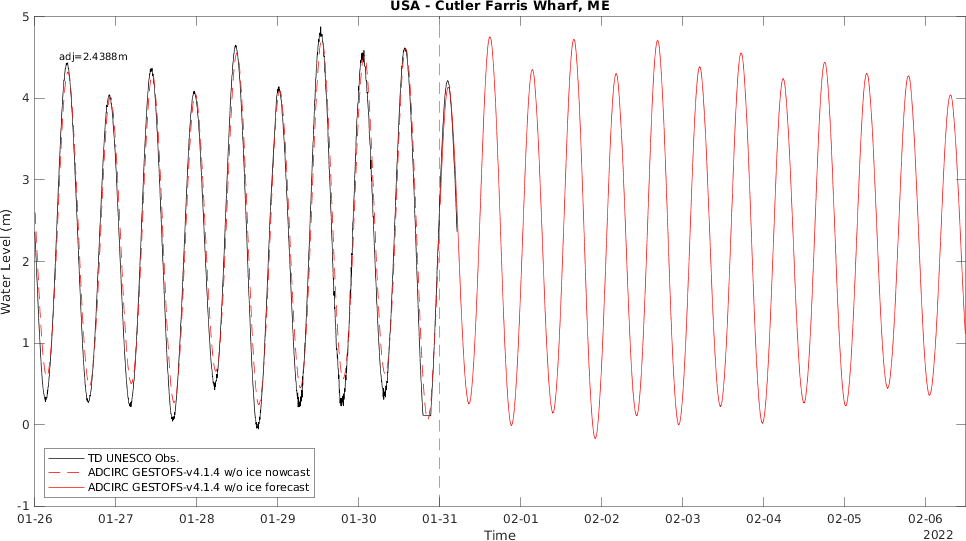 USA - Cutler Farris Wharf, ME
adj=2.4388m
5
4
3
2
1
0
-1
Water Level (m)
TD UNESCO Obs.
ADCIRC GESTOFS-v4.1.4 w/o ice nowcast
ADCIRC GESTOFS-v4.1.4 w/o ice forecast
01-26 01-27 01-28 01-29 01-30 01-31 02-01 02-02 02-03 02-04 02-05 02-06
Time
2022